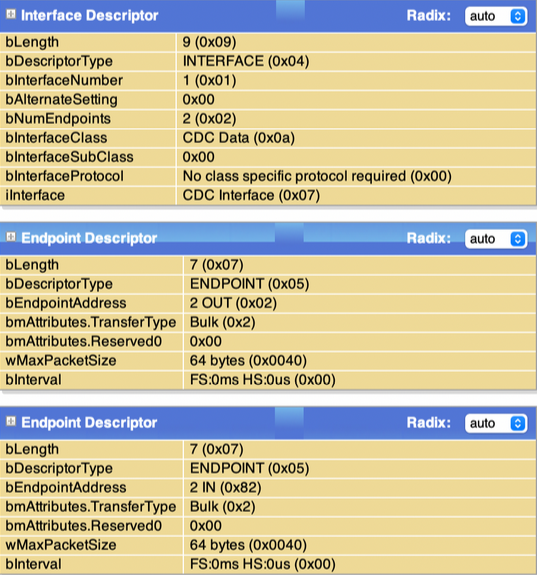 Interface Descriptor Radix: auto
bLength 9 (0x09)
bDescriptorType INTERFACE (0x04)
bInterfaceNumber 1 (0x01)
bAlternateSetting 0x00
bNumEndpoints 2 (0x02)
bInterfaceClass CDC Data (0x0a)
bInterfaceSubClass 0x00
bInterfaceProtocol No class specific protocol required (0x00)
iInterface CDC Interface (0x07)
Endpoint Descriptor Radix: auto
bLength 7 (0x07)
bDescriptorType ENDPOINT (0x05)
bEndpointAddress 2 OUT (0x02)
bmAttributes.TransferType Bulk (0x2)
bmAttributes.Reserved0 0x00
wMaxPacketSize 64 bytes (0x0040)
bInterval FS:0ms HS:0us (0x00)
Endpoint Descriptor Radix: auto
bLength 7 (0x07)
bDescriptorType ENDPOINT (0x05)
bEndpointAddress 2 IN (0x82)
bmAttributes.TransferType Bulk (0x2)
bmAttributes.Reserved0 0x00
wMaxPacketSize 64 bytes (0x0040)
bInterval FS:0ms HS:0us (0x00)